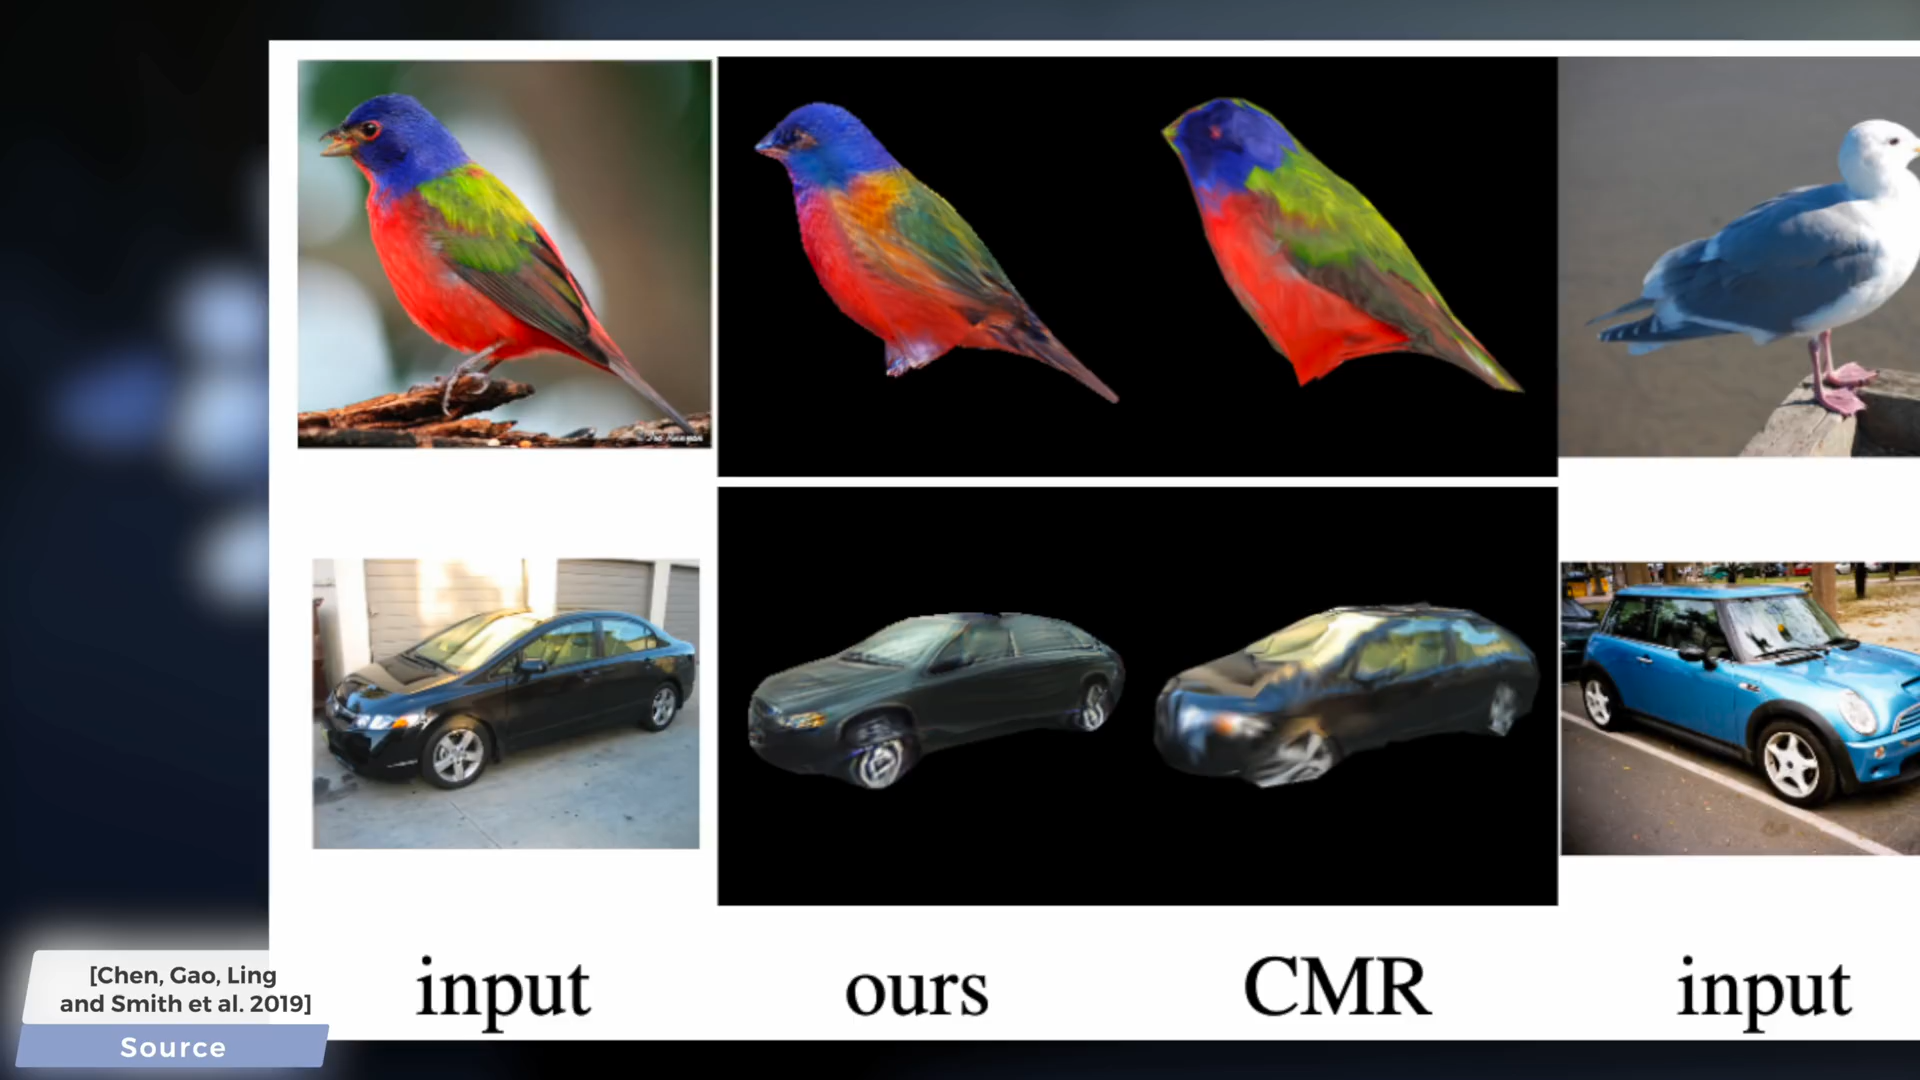 input
ours
CMR
input
[Chen, Gao, Ling
and Smith et al. 2019]
Source